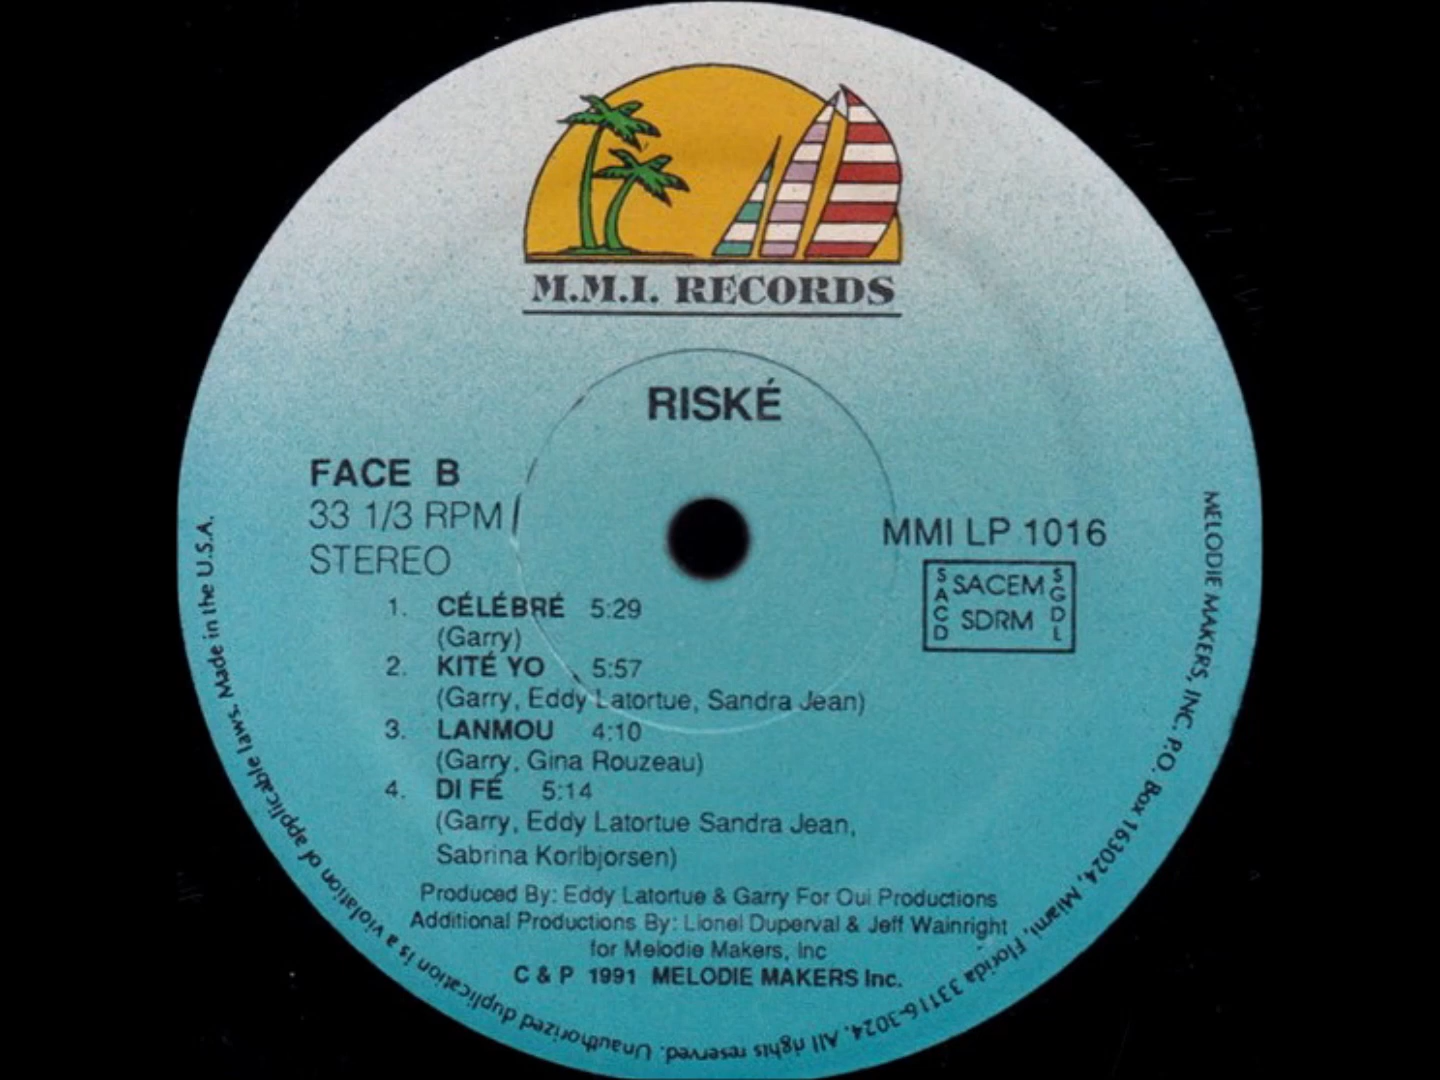 M.M.I. RECORDS
RISKÉ
FACE B
33 1/3 RPM
STEREO
MMI LP 1016
SACEM
SDRM
SACD
SGDL
1. CÉLÉBRÉ 5:29
(Garry)
2. KITÉ YO 5:57
(Garry, Eddy Latortue, Sandra Jean)
3. LANMOU 4:10
(Garry, Gina Rouzeau)
4. DI FÉ 5:14
(Garry, Eddy Latortue Sandra Jean,
Sabrina Korlbjorsen)
Produced By: Eddy Latortue & Garry For Oui Productions
Additional Productions By: Lionel Duperval & Jeff Wainright
for Melodie Makers, Inc
C & P 1991 MELODIE MAKERS Inc.
MELODIE MAKERS, INC. P.O. Box 163024, Miami, Florida 33116-3024. All rights reserved. Unauthorized duplication is a violation of applicable laws. Made in the U.S.A.